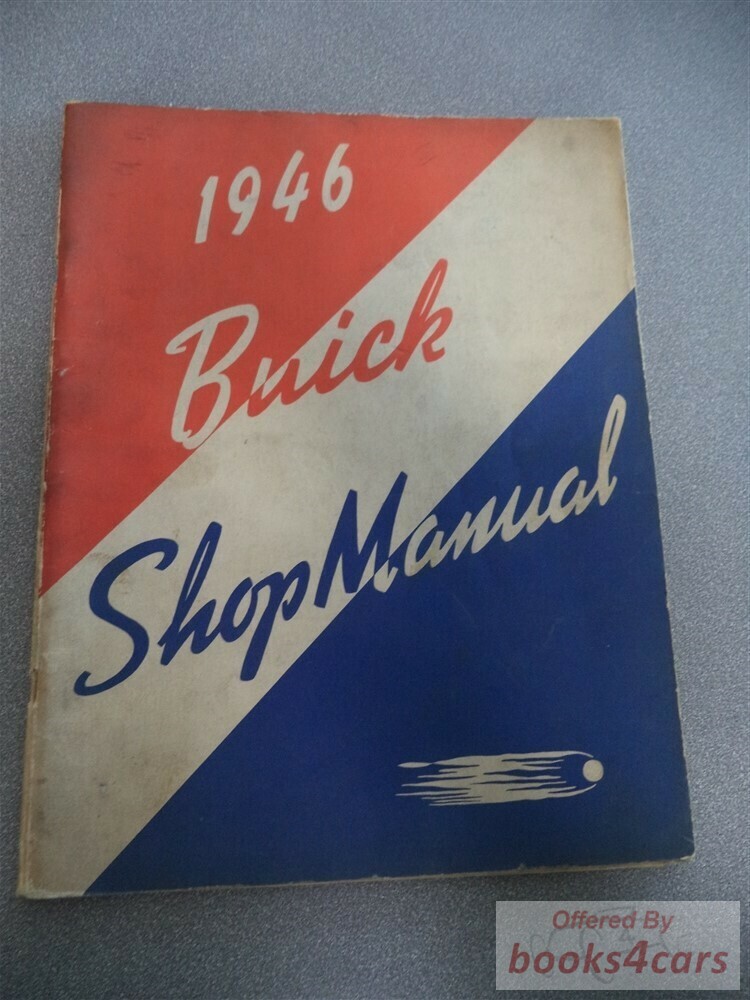 1946
Buick
Shop Manual
Offered By
books4cars